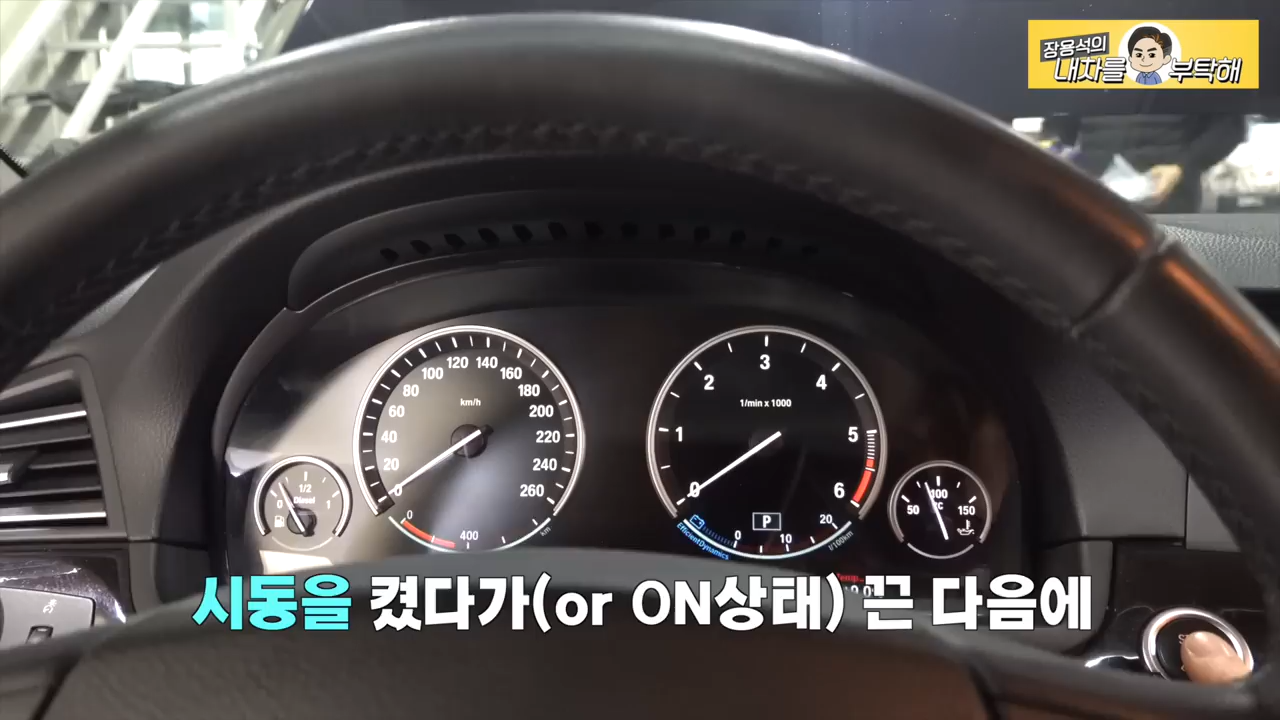 장용석의
내차를 부탁해
km/h
0 20 40 60 80 100 120 140 160 180 200 220 240 260
1/min x 1000
0 1 2 3 4 5 6
0 1/2 1
Diesel
50 100 150
°C
0 400
km
P
0 10 20
l/100km
EfficientDynamics
시동을 켰다가(or ON상태) 끈 다음에